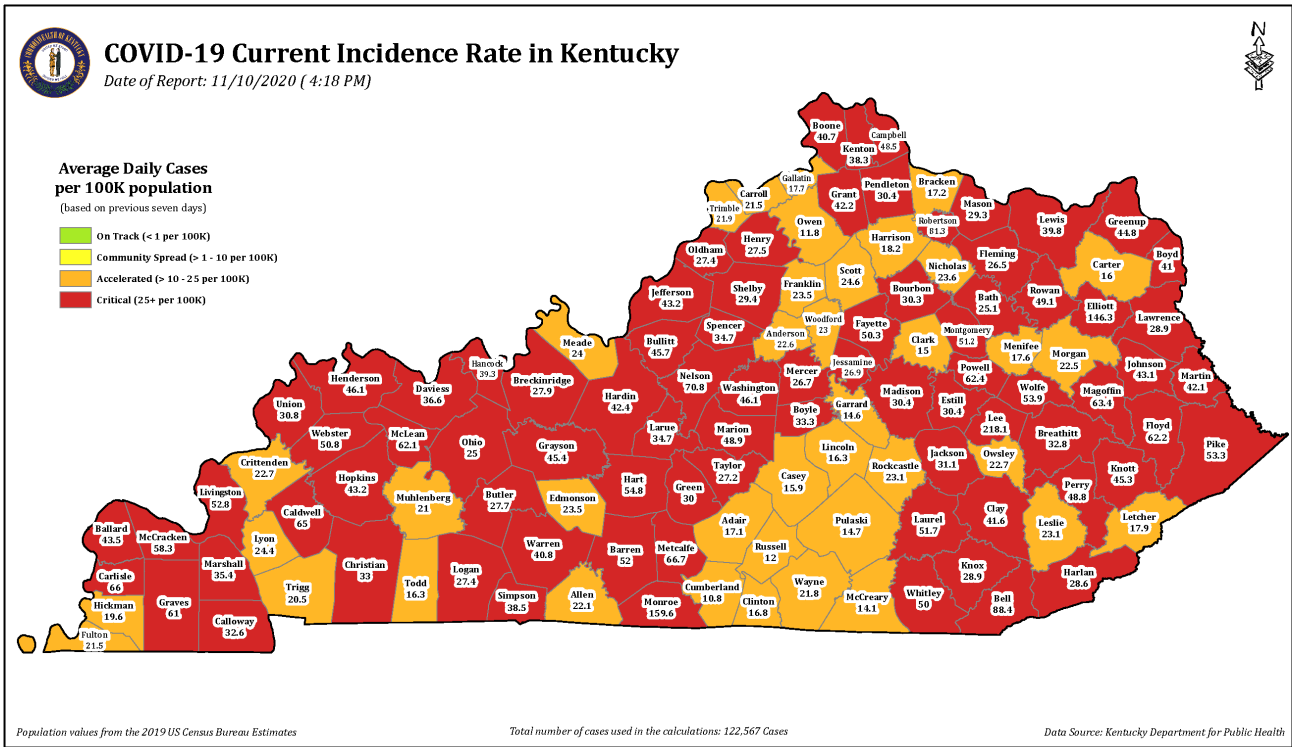 COVID-19 Current Incidence Rate in Kentucky
Date of Report: 11/10/2020 ( 4:18 PM)
N
Average Daily Cases
per 100K population
(based on previous seven days)
On Track (< 1 per 100K)
Community Spread (> 1 - 10 per 100K)
Accelerated (> 10 - 25 per 100K)
Critical (25+ per 100K)
Boone
40.7
Kenton
38.3
Campbell
48.5
Gallatin
17.7
Carroll
21.5
Trimble
21.9
Grant
42.2
Pendleton
30.4
Bracken
17.2
Mason
29.3
Robertson
81.3
Lewis
39.8
Greenup
44.8
Boyd
41
Carter
16
Owen
11.8
Harrison
18.2
Henry
27.5
Oldham
27.4
Fleming
26.5
Nicholas
23.6
Scott
24.6
Franklin
23.5
Bourbon
30.3
Bath
25.1
Rowan
49.1
Elliott
146.3
Lawrence
28.9
Jefferson
43.2
Shelby
29.4
Spencer
34.7
Anderson
22.6
Woodford
23
Fayette
50.3
Clark
15
Montgomery
51.2
Menifee
17.6
Morgan
22.5
Johnson
43.1
Martin
42.1
Meade
24
Bullitt
45.7
Nelson
70.8
Washington
46.1
Mercer
26.7
Jessamine
26.9
Madison
30.4
Powell
62.4
Estill
30.4
Wolfe
53.9
Magoffin
63.4
Floyd
62.2
Pike
53.3
Hancock
39.3
Breckinridge
27.9
Hardin
42.4
Larue
34.7
Marion
48.9
Boyle
33.3
Garrard
14.6
Lincoln
16.3
Rockcastle
23.1
Jackson
31.1
Lee
218.1
Owsley
22.7
Breathitt
32.8
Knott
45.3
Perry
48.8
Letcher
17.9
Leslie
23.1
Henderson
46.1
Daviess
36.6
Union
30.8
Webster
50.8
McLean
62.1
Ohio
25
Grayson
45.4
Hart
54.8
Green
30
Taylor
27.2
Casey
15.9
Crittenden
22.7
Livingston
52.8
Hopkins
43.2
Muhlenberg
21
Butler
27.7
Edmonson
23.5
Caldwell
65
Lyon
24.4
Adair
17.1
Russell
12
Pulaski
14.7
Laurel
51.7
Clay
41.6
Knox
28.9
Harlan
28.6
Bell
88.4
Whitley
50
McCreary
14.1
Wayne
21.8
Clinton
16.8
Cumberland
10.8
Metcalfe
66.7
Barren
52
Monroe
159.6
Warren
40.8
Allen
22.1
Simpson
38.5
Logan
27.4
Todd
16.3
Christian
33
Trigg
20.5
Ballard
43.5
McCracken
58.3
Marshall
35.4
Carlisle
66
Graves
61
Calloway
32.6
Hickman
19.6
Fulton
21.5
Population values from the 2019 US Census Bureau Estimates
Total number of cases used in the calculations: 122,567 Cases
Data Source: Kentucky Department for Public Health